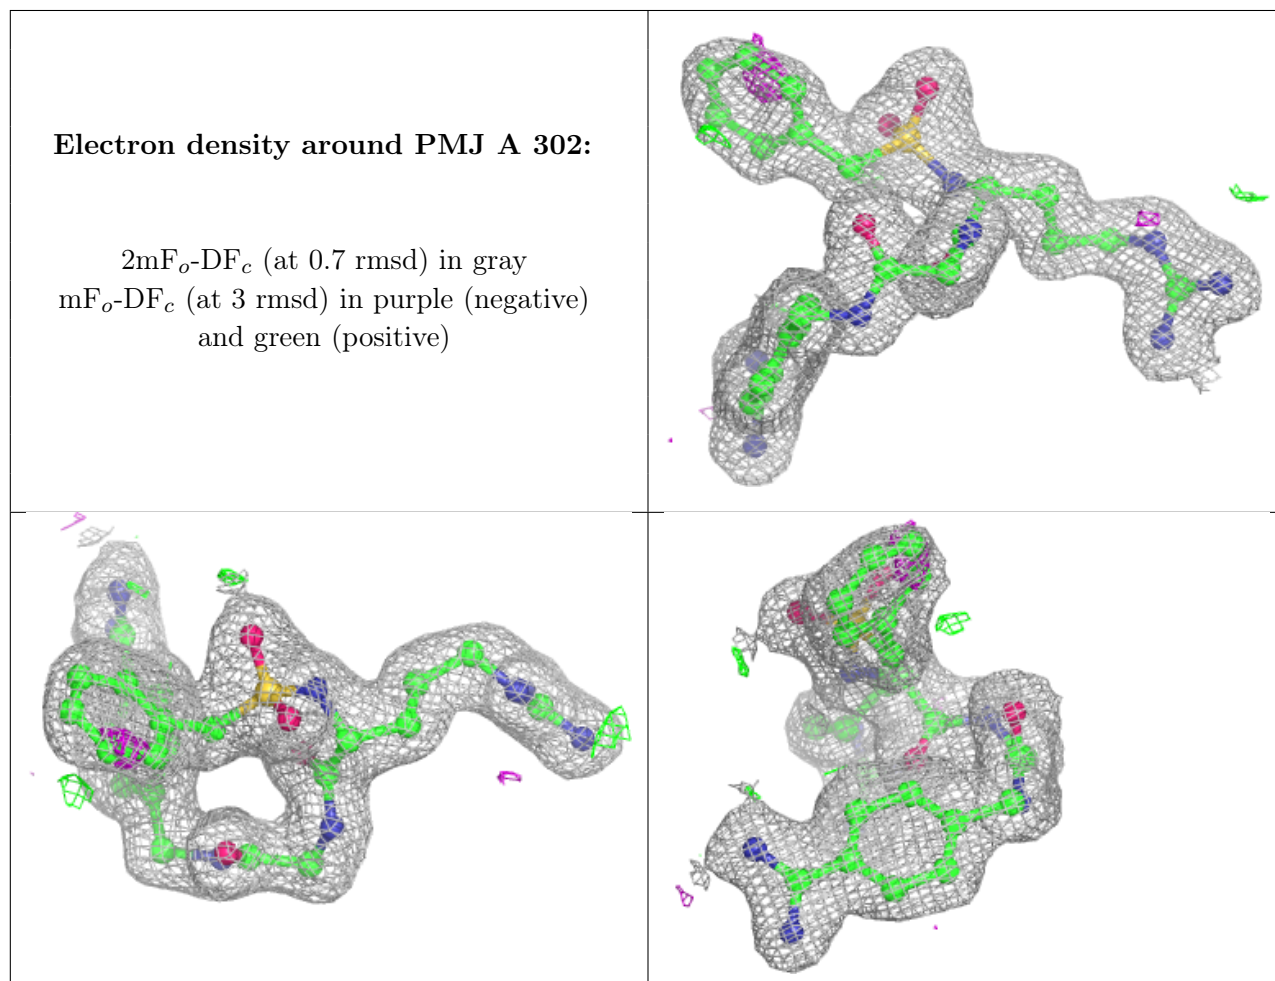 Electron density around PMJ A 302:
2mFo-DFc (at 0.7 rmsd) in gray
mFo-DFc (at 3 rmsd) in purple (negative)
and green (positive)